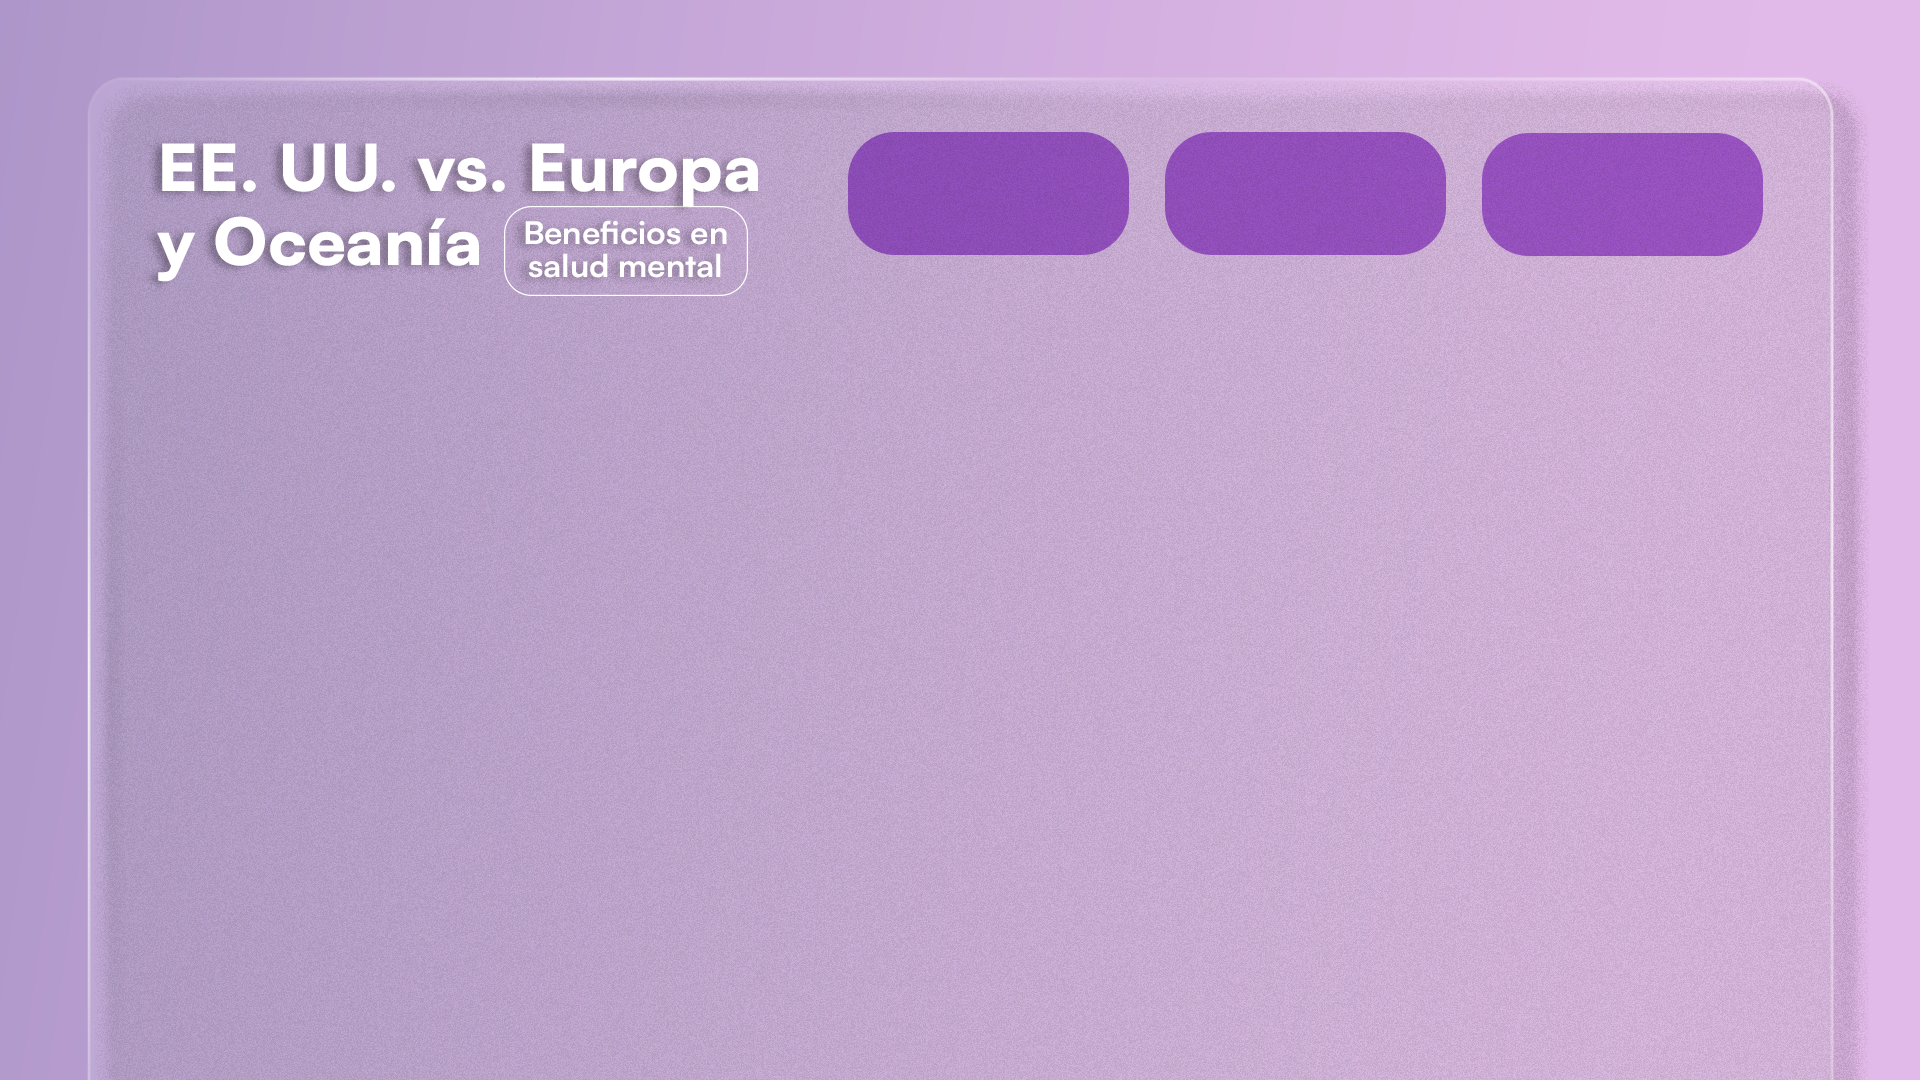 EE. UU. vs. Europa
y Oceanía
Beneficios en
salud mental